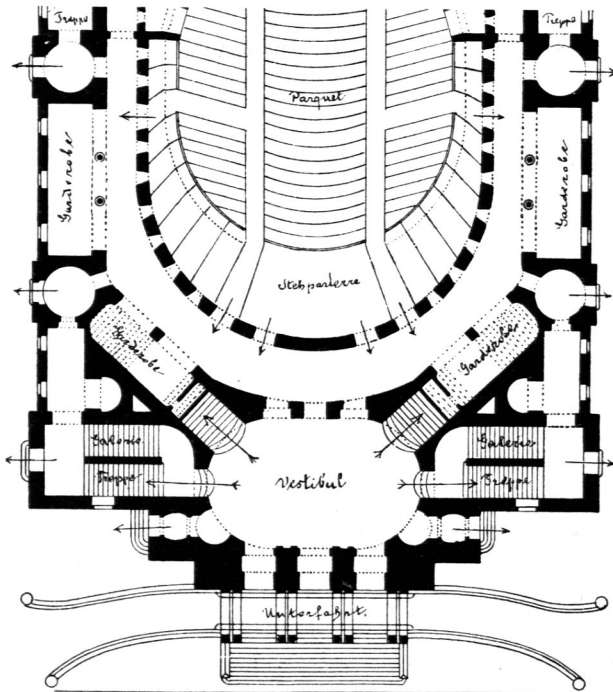 Treppe
Treppe
Parquet
Garderobe
Garderobe
Stehparterre
Garderobe
Garderobe
Galerie
Treppe
Vestibul
Galerie
Treppe
Unterfahrt.